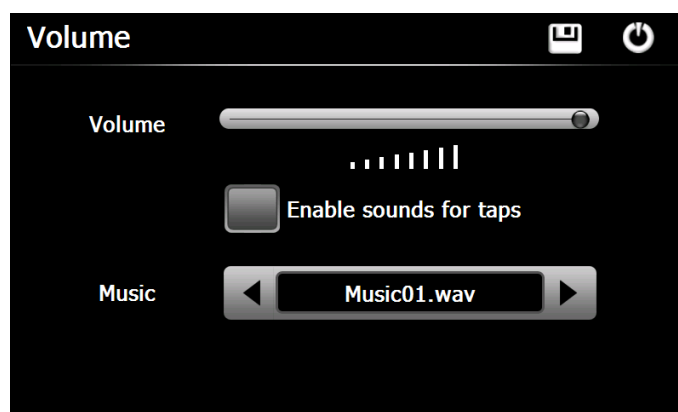 Volume
Volume
Enable sounds for taps
Music
Music01.wav